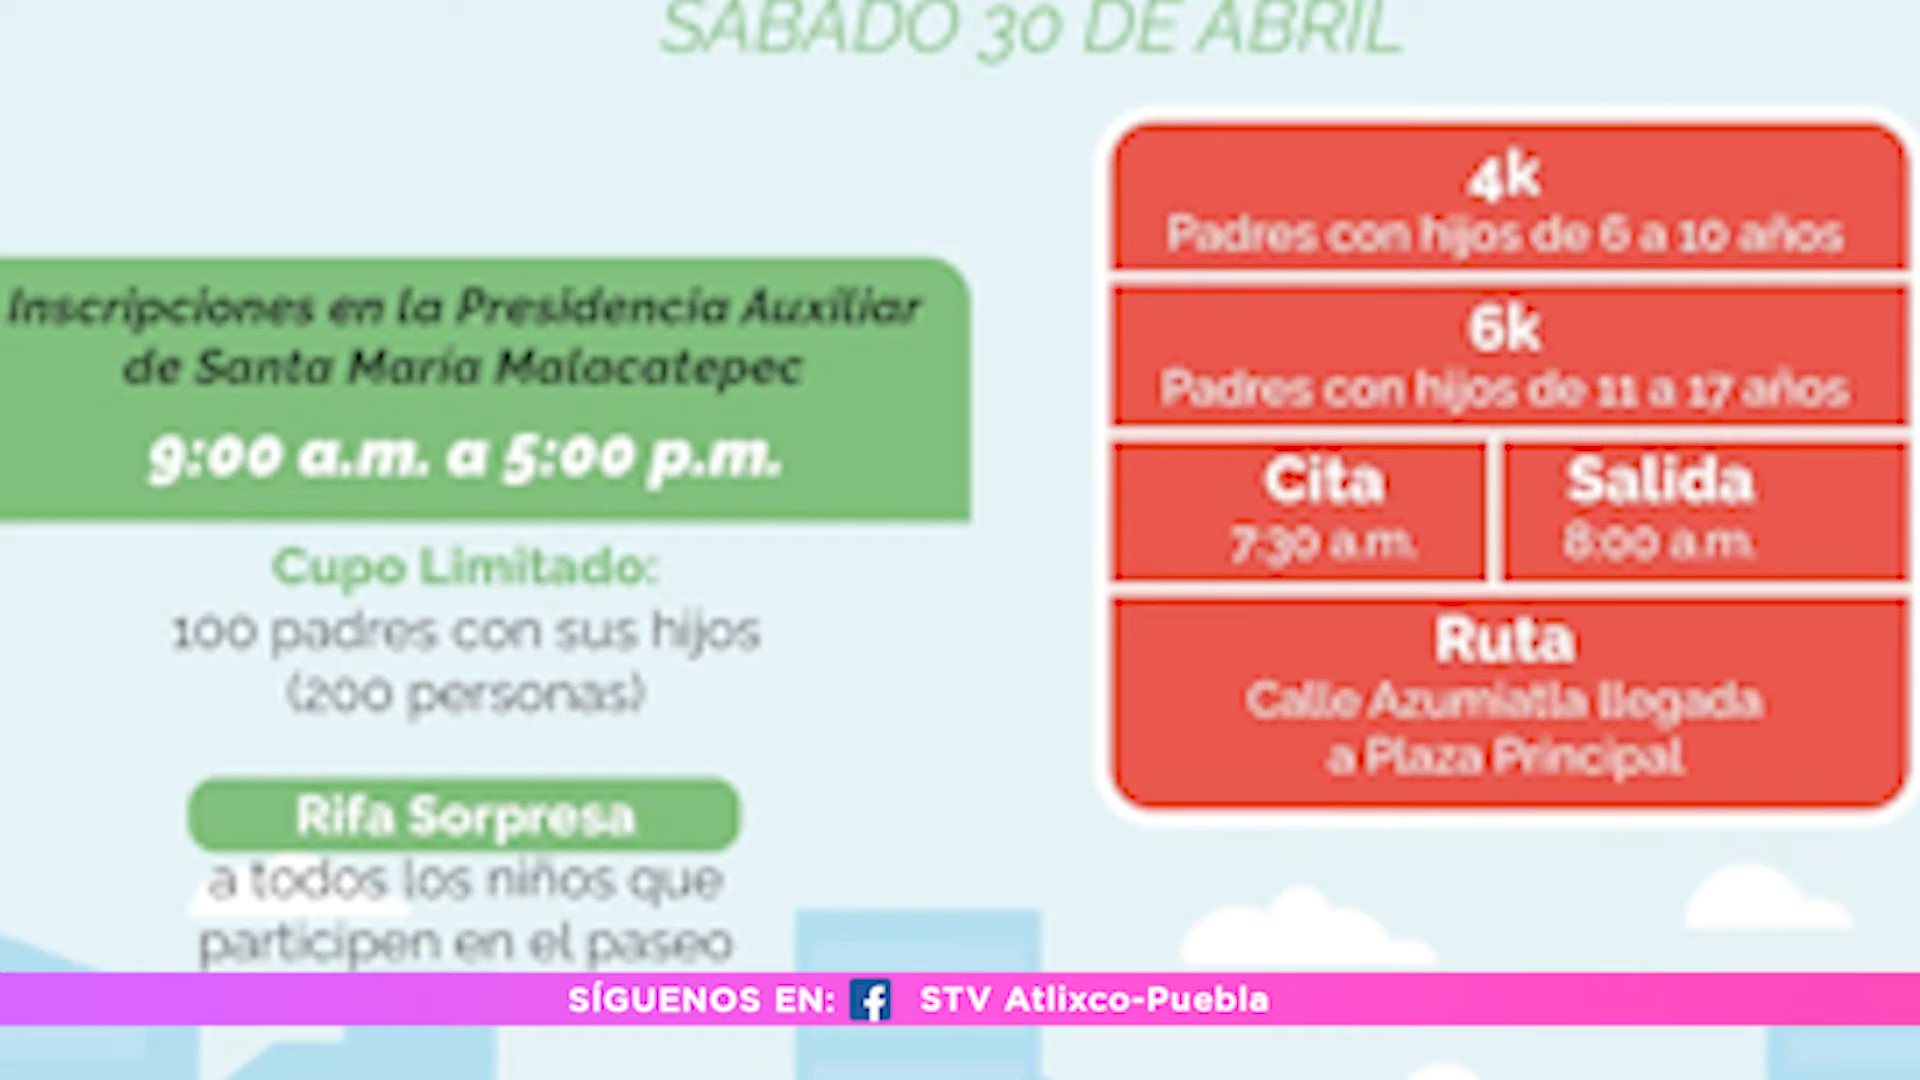 SÁBADO 30 DE ABRIL
Inscripciones en la Presidencia Auxiliar
de Santa María Malacatepec
9:00 a.m. a 5:00 p.m.
Cupo Limitado:
100 padres con sus hijos
(200 personas)
Rifa Sorpresa
a todos los niños que
participen en el paseo
4k
Padres con hijos de 6 a 10 años
6k
Padres con hijos de 11 a 17 años
Cita
7:30 a.m.
Salida
8:00 a.m.
Ruta
Calle Azumiatla llegada
a Plaza Principal
SÍGUENOS EN: f STV Atlixco-Puebla